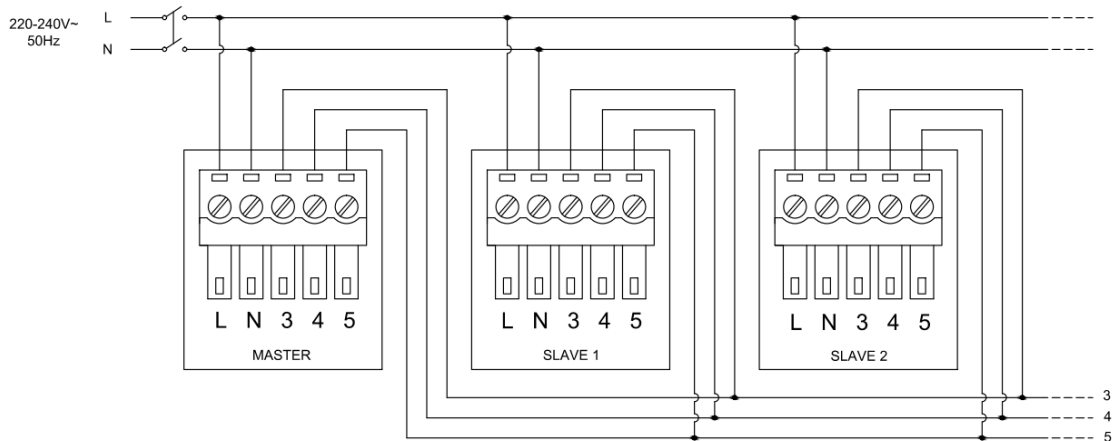 220-240V~
50Hz
L
N
L N 3 4 5
MASTER
L N 3 4 5
SLAVE 1
L N 3 4 5
SLAVE 2
3
4
5